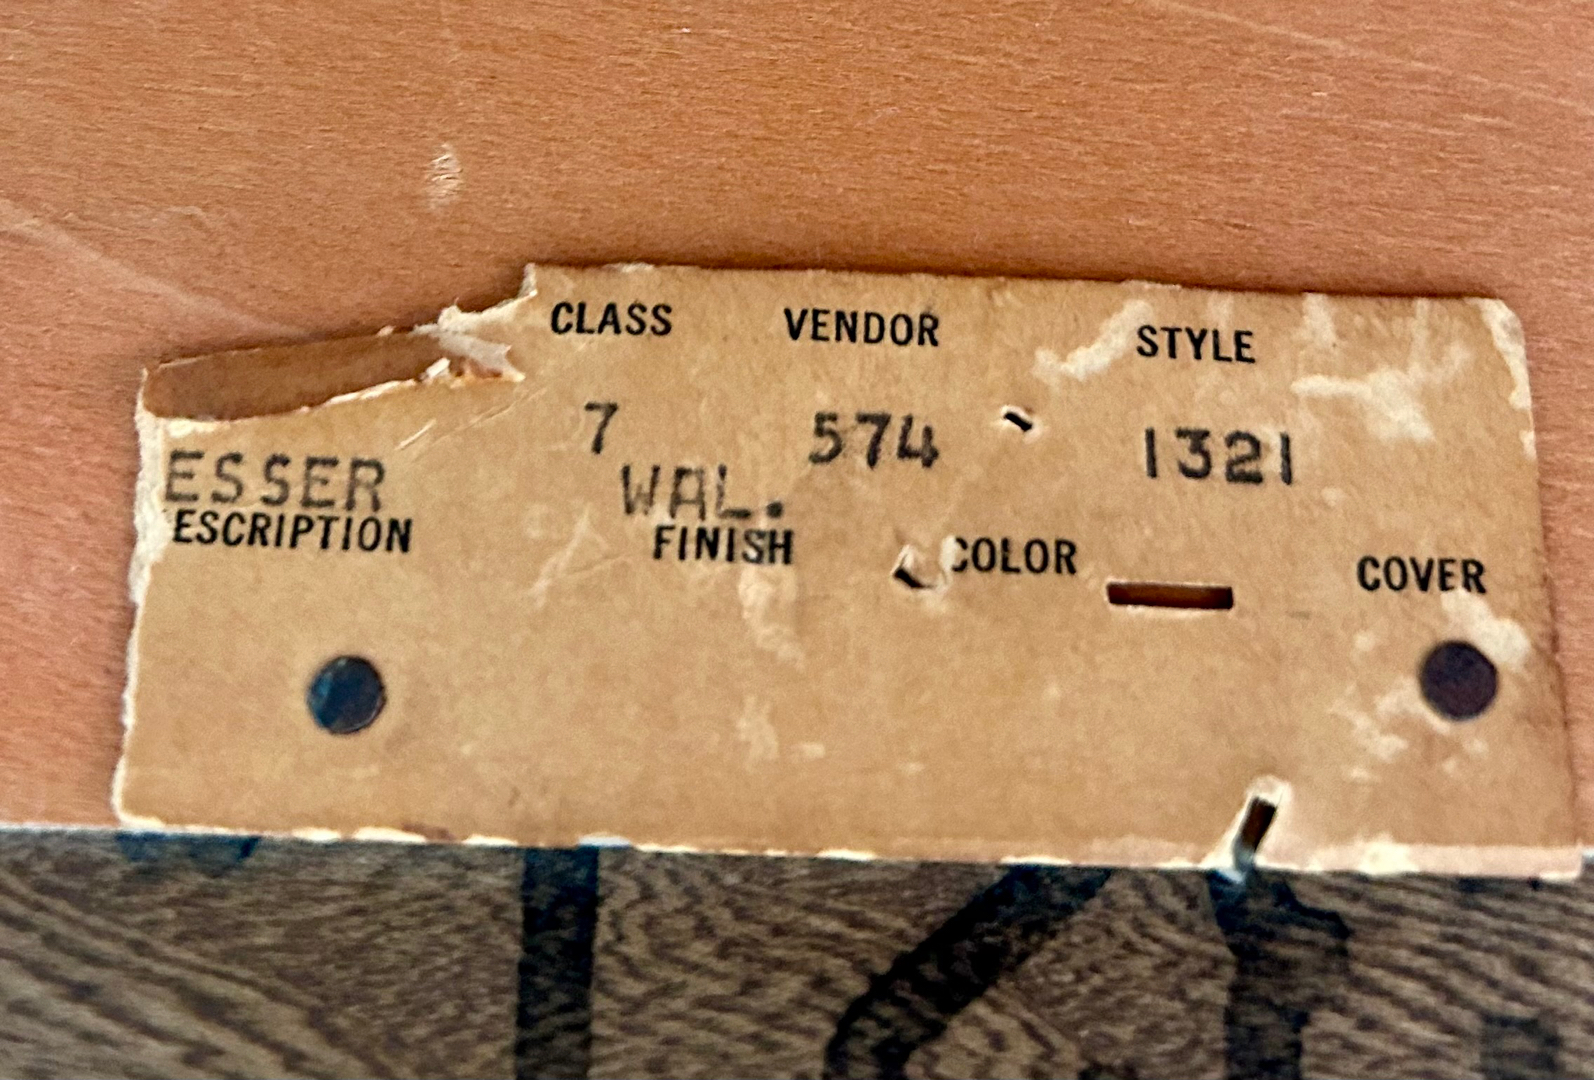 CLASS VENDOR STYLE
7 574 1321
ESSER WAL.
ESCRIPTION FINISH COLOR COVER